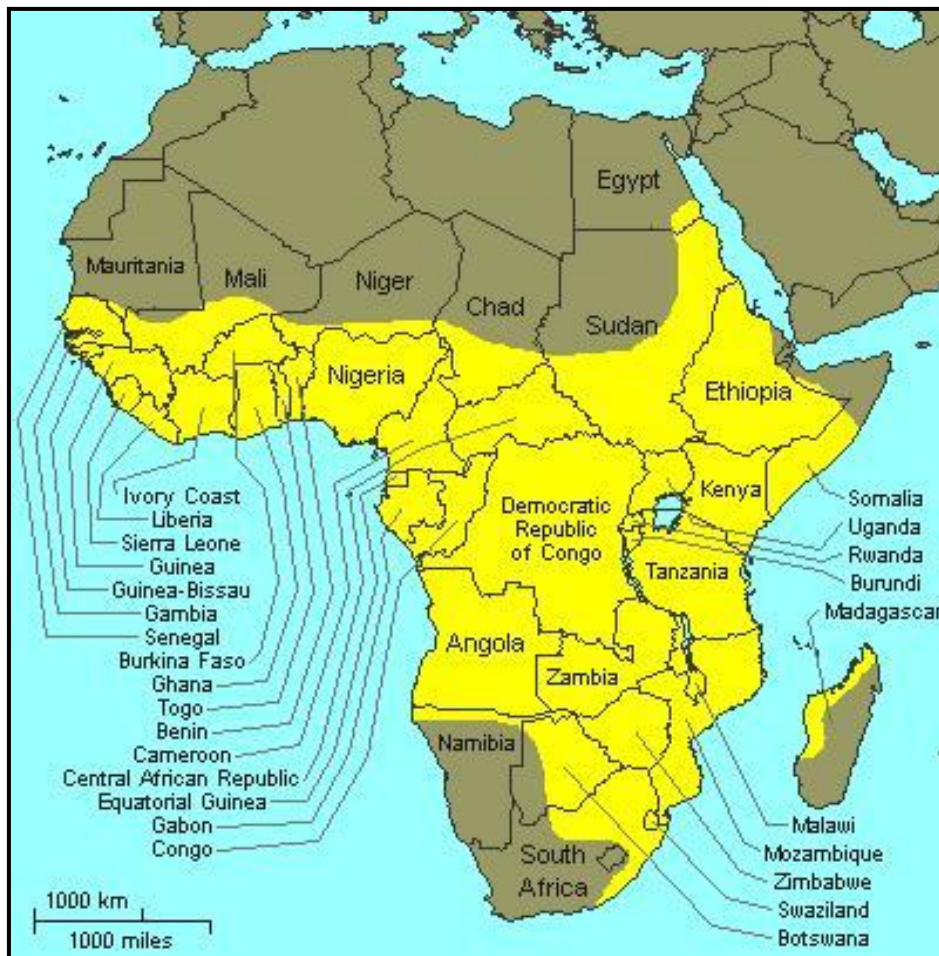 Egypt
Mauritania
Mali
Niger
Chad
Sudan
Nigeria
Ethiopia
Ivory Coast
Liberia
Sierra Leone
Guinea
Guinea-Bissau
Gambia
Senegal
Burkina Faso
Ghana
Togo
Benin
Cameroon
Central African Republic
Equatorial Guinea
Gabon
Congo
Democratic
Republic
of Congo
Kenya
Tanzania
Somalia
Uganda
Rwanda
Burundi
Madagascar
Angola
Zambia
Namibia
South
Africa
Malawi
Mozambique
Zimbabwe
Swaziland
Botswana
1000 km
1000 miles